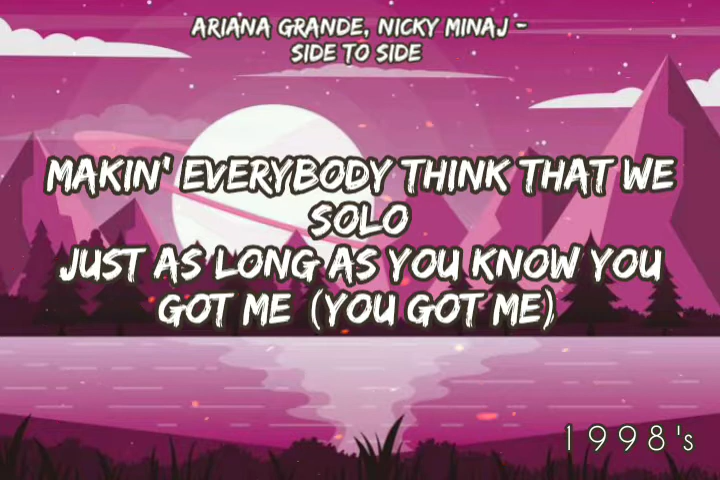 ARIANA GRANDE, NICKY MINAJ -
SIDE TO SIDE
MAKIN' EVERYBODY THINK THAT WE
SOLO
JUST AS LONG AS YOU KNOW YOU
GOT ME (YOU GOT ME)
1998's